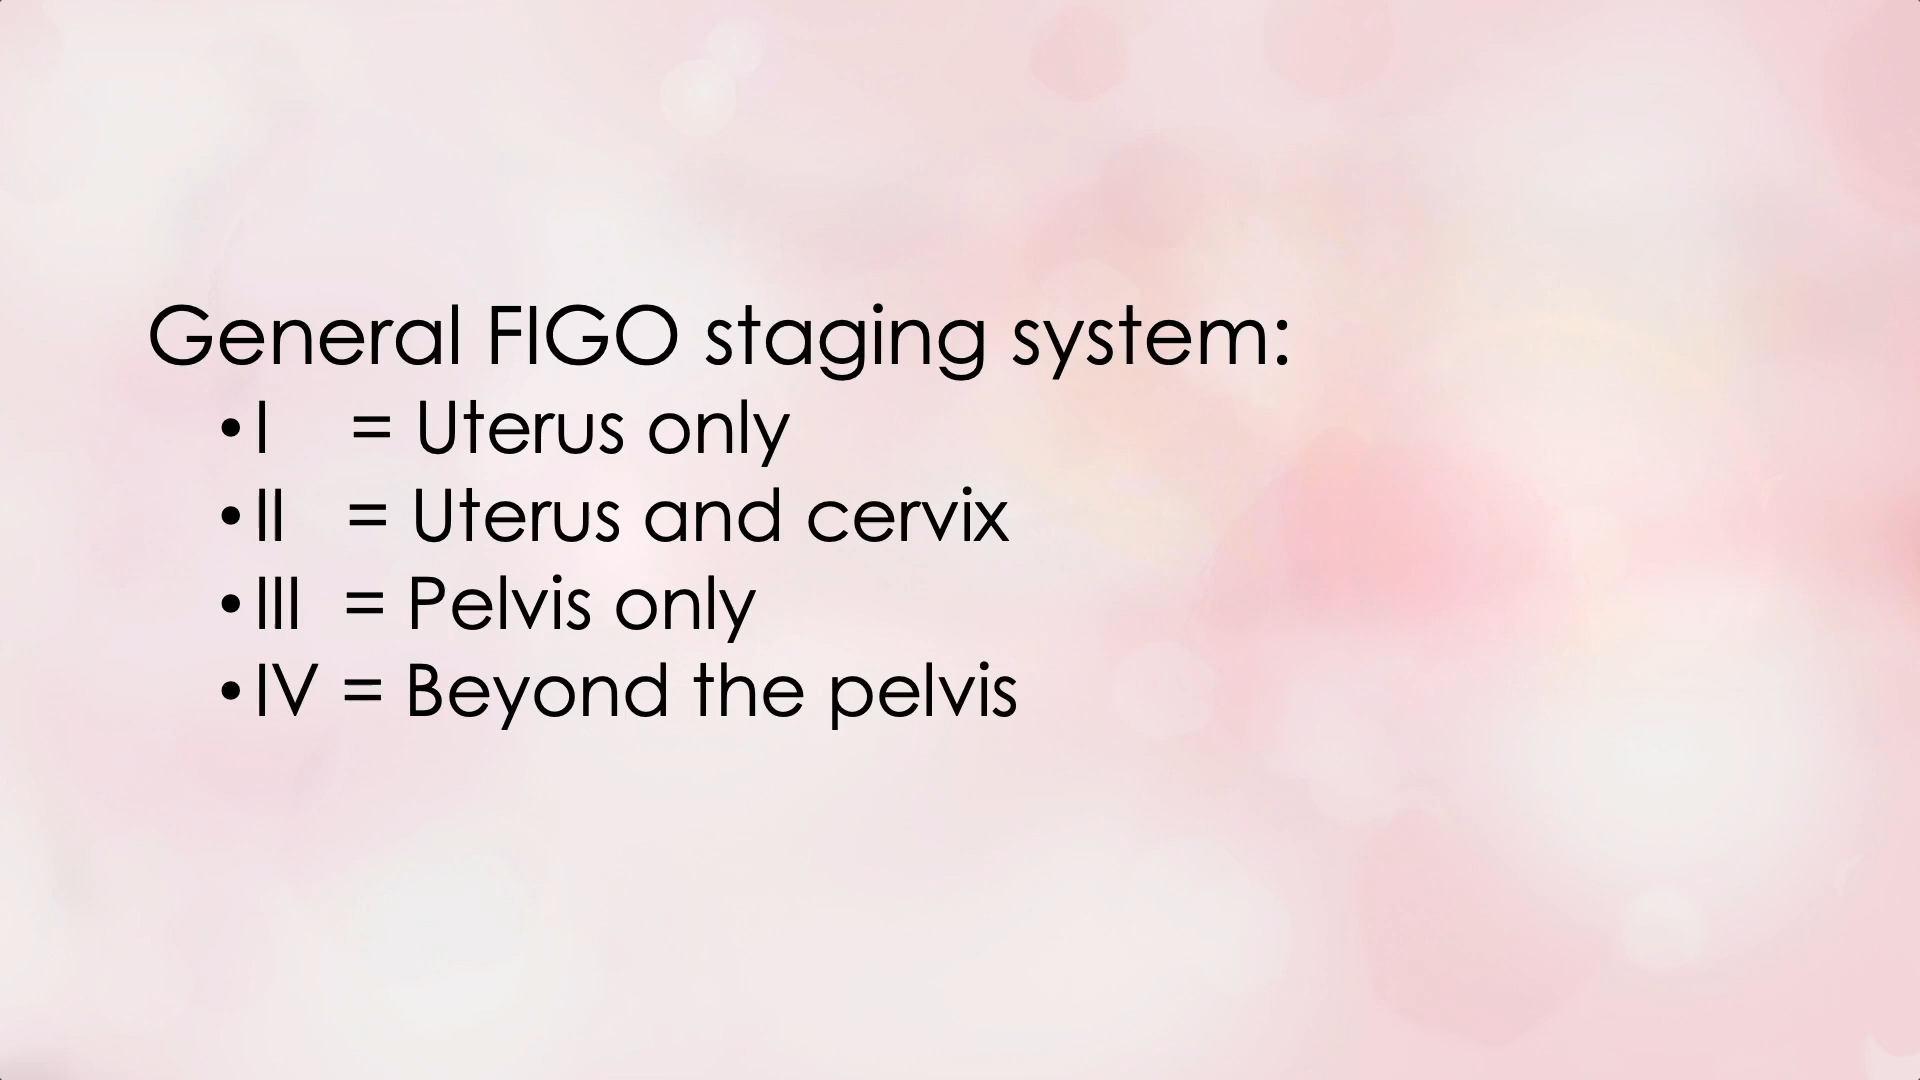 General FIGO staging system:
•I = Uterus only
•II = Uterus and cervix
•III = Pelvis only
•IV = Beyond the pelvis